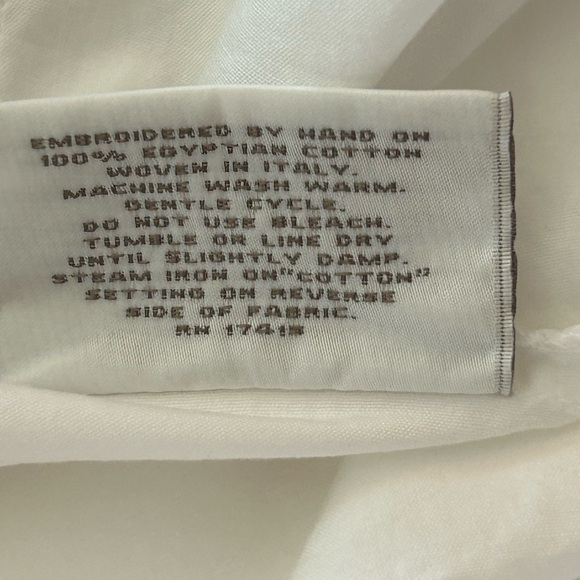 EMBROIDERED BY HAND ON
100% EGYPTIAN COTTON
WOVEN IN ITALY.
MACHINE WASH WARM.
GENTLE CYCLE.
DO NOT USE BLEACH.
TUMBLE OR LINE DRY
UNTIL SLIGHTLY DAMP.
STEAM IRON ON "COTTON"
SETTING ON REVERSE
SIDE OF FABRIC.
RN 17419